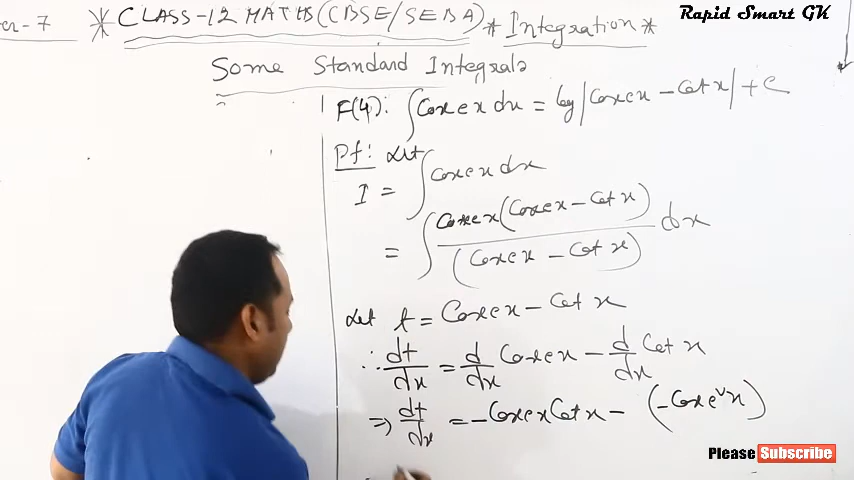 Rapid Smart GK
er-7 * CLASS-12 MATHS (CBSE/SEBA) * Integration *
Some Standard Integrals
F(4): ∫ Cosec x dx = log |Cosec x - Cot x| + C
Pf: Let
I = ∫ Cosec x dx
= ∫ Cosec x (Cosec x - Cot x) / (Cosec x - Cot x) dx
Let t = Cosec x - Cot x
∴ dt/dx = d/dx Cosec x - d/dx Cot x
⇒ dt/dx = -Cosec x Cot x - (-Cosec² x)
Please Subscribe